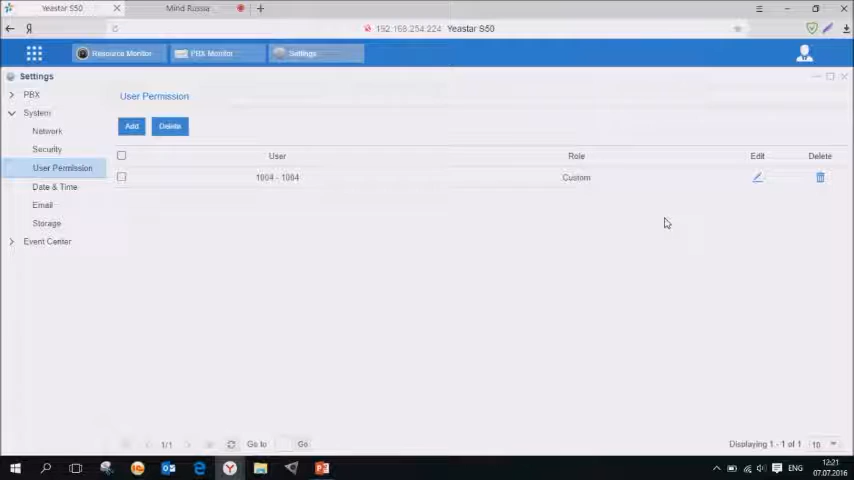 Yeastar S50
Mind Russia
Я
192.168.254.224 Yeastar S50
Resource Monitor
PBX Monitor
Settings
Settings
PBX
System
Network
Security
User Permission
Date & Time
Email
Storage
Event Center
User Permission
Add
Delete
User Role Edit Delete
1004 - 1004 Custom
1/1
Go to
Go
Displaying 1 - 1 of 1
10
ENG
12:21
07.07.2016